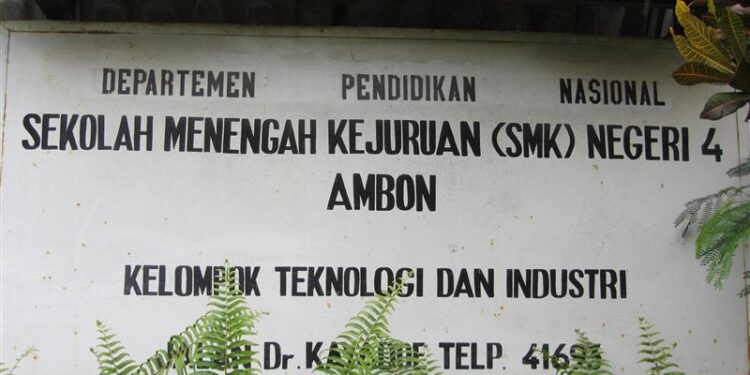 DEPARTEMEN PENDIDIKAN NASIONAL
SEKOLAH MENENGAH KEJURUAN (SMK) NEGERI 4
AMBON
KELOMPOK TEKNOLOGI DAN INDUSTRI
Dr. TELP.